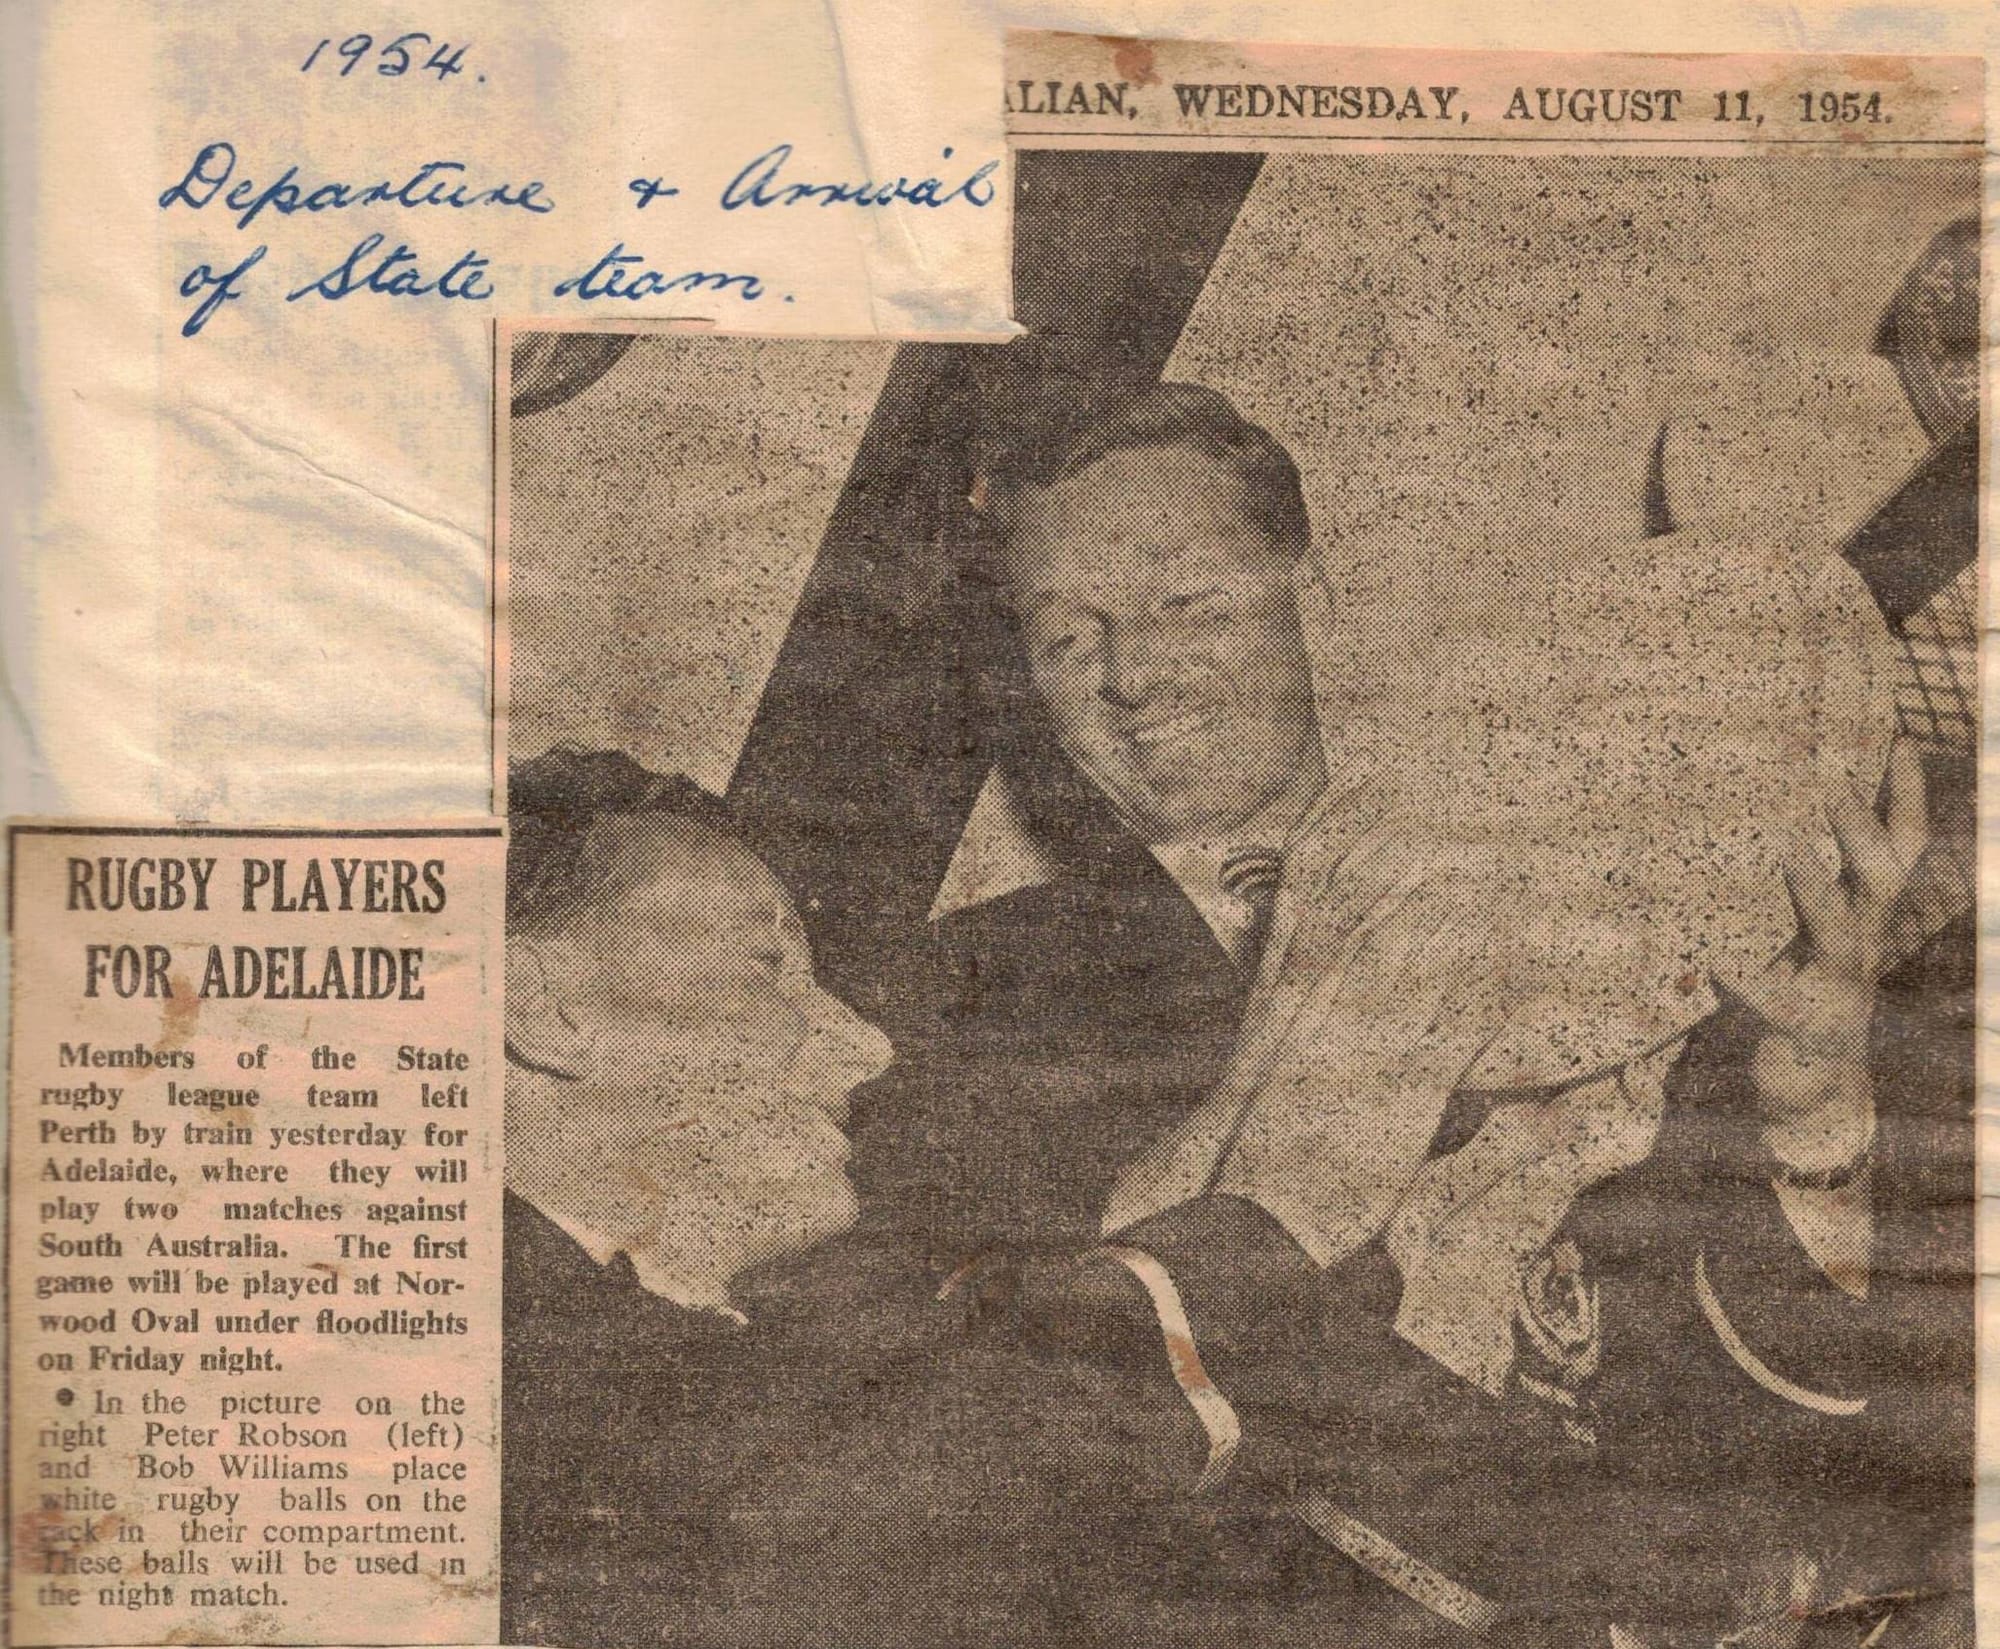 1954.
Departure & Arrival
of State team.
ALIAN, WEDNESDAY, AUGUST 11, 1954.
RUGBY PLAYERS
FOR ADELAIDE
Members of the State
rugby league team left
Perth by train yesterday for
Adelaide, where they will
play two matches against
South Australia. The first
game will be played at Nor-
wood Oval under floodlights
on Friday night.
• In the picture on the
right Peter Robson (left)
and Bob Williams place
white rugby balls on the
rack in their compartment.
These balls will be used in
the night match.